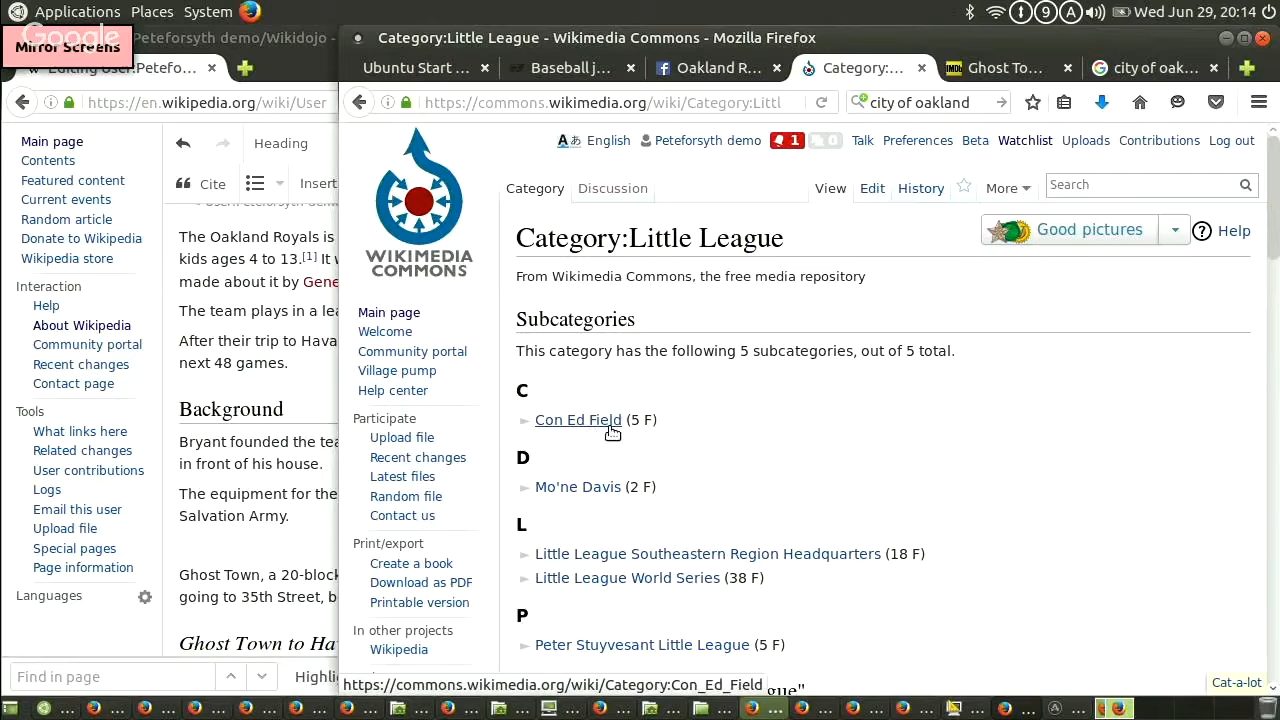 Applications Places System
Wed Jun 29, 20:14
Google
Mirror Screens
Peteforsyth demo/Wikidojo -
Category:Little League - Wikimedia Commons - Mozilla Firefox
Editing User:Petefo... ×
Ubuntu Start ... ×
Baseball j... ×
Oakland R... ×
Category:... ×
IMDb Ghost To... ×
city of oak... ×
https://en.wikipedia.org/wiki/User
https://commons.wikimedia.org/wiki/Category:Littl
city of oakland
Main page
Contents
Featured content
Current events
Random article
Donate to Wikipedia
Wikipedia store
Interaction
Help
About Wikipedia
Community portal
Recent changes
Contact page
Tools
What links here
Related changes
User contributions
Logs
Email this user
Upload file
Special pages
Page information
Languages
Heading
Cite
Insert
The Oakland Royals is
kids ages 4 to 13.[1] It
made about it by Gene
The team plays in a lea
After their trip to Hava
next 48 games.
Background
Bryant founded the tea
in front of his house.
The equipment for the
Salvation Army.
Ghost Town, a 20-block
going to 35th Street, b
Ghost Town to Ha
Find in page
Highli
WIKIMEDIA
COMMONS
Main page
Welcome
Community portal
Village pump
Help center
Participate
Upload file
Recent changes
Latest files
Random file
Contact us
Print/export
Create a book
Download as PDF
Printable version
In other projects
Wikipedia
English Peteforsyth demo 1 0 Talk Preferences Beta Watchlist Uploads Contributions Log out
Category Discussion View Edit History More Search
Category:Little League
Good pictures
Help
From Wikimedia Commons, the free media repository
Subcategories
This category has the following 5 subcategories, out of 5 total.
C
► Con Ed Field (5 F)
D
► Mo'ne Davis (2 F)
L
► Little League Southeastern Region Headquarters (18 F)
► Little League World Series (38 F)
P
► Peter Stuyvesant Little League (5 F)
https://commons.wikimedia.org/wiki/Category:Con_Ed_Field
Cat-a-lot